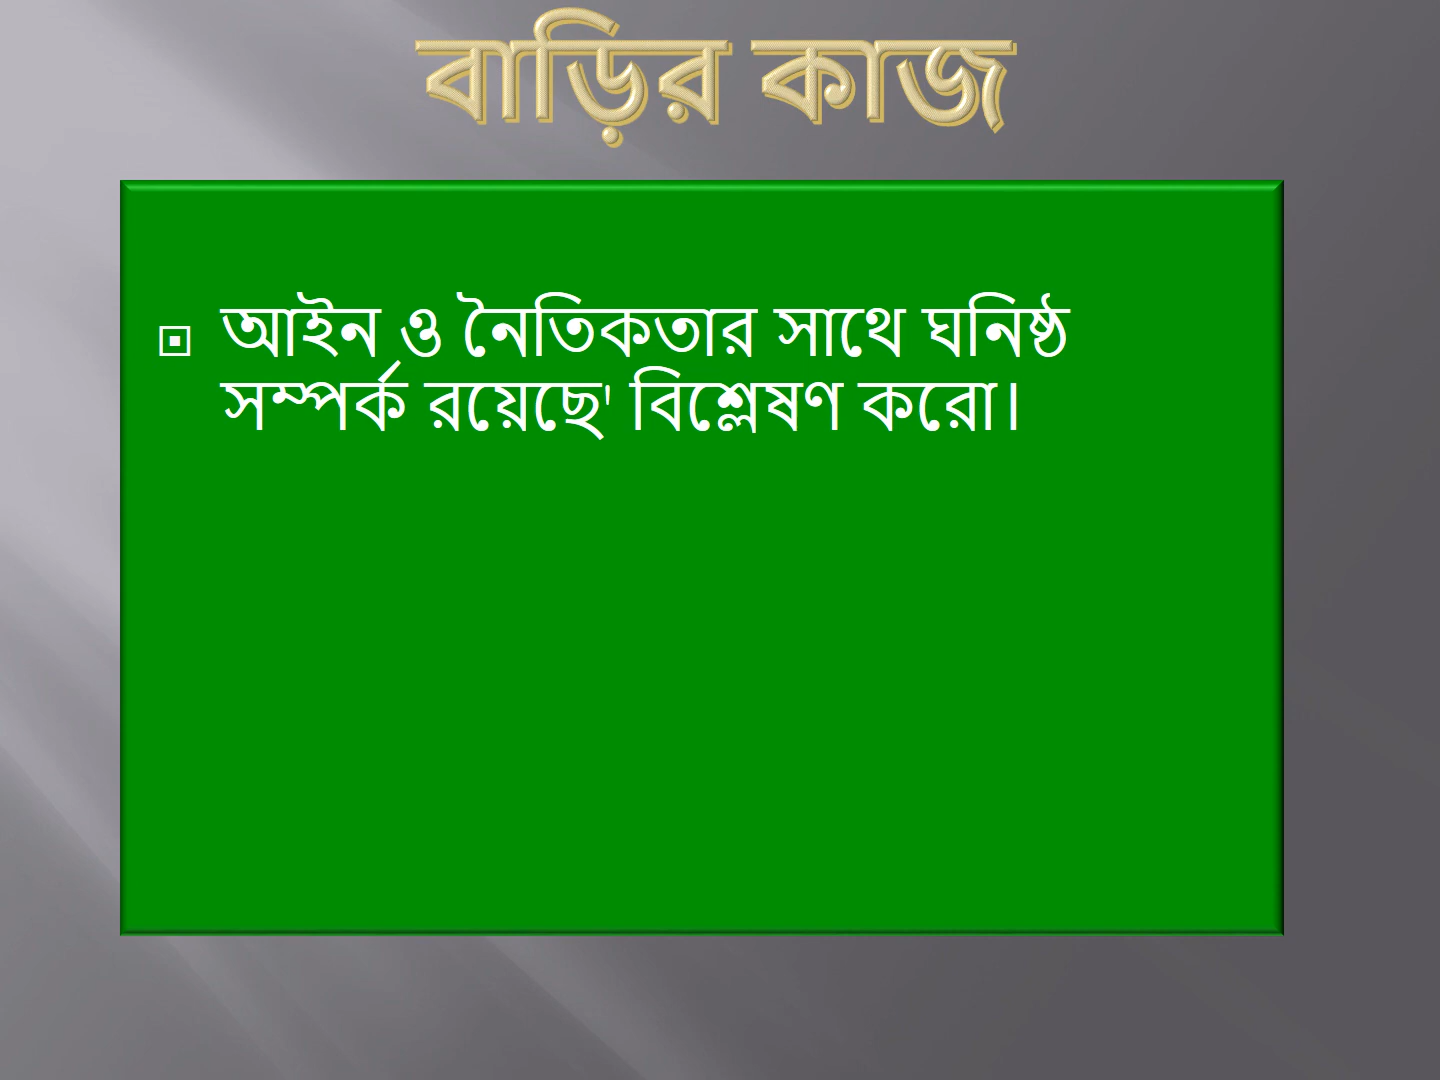 বাড়ির কাজ
আইন ও নৈতিকতার সাথে ঘনিষ্ঠ
সম্পর্ক রয়েছে' বিশ্লেষণ করো।